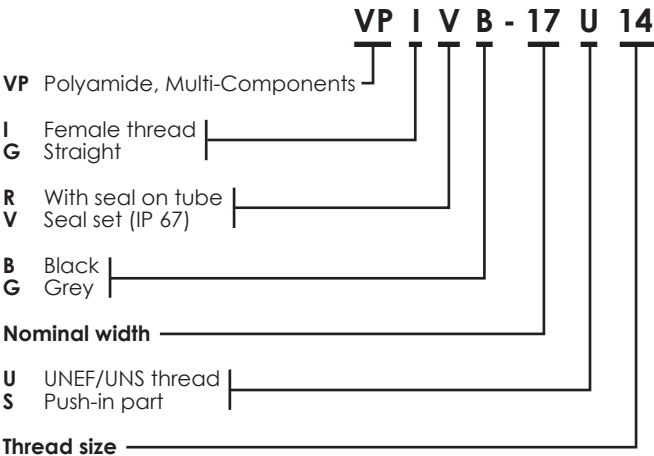 VP I V B - 17 U 14
VP Polyamide, Multi-Components
I Female thread
G Straight
R With seal on tube
V Seal set (IP 67)
B Black
G Grey
Nominal width
U UNEF/UNS thread
S Push-in part
Thread size